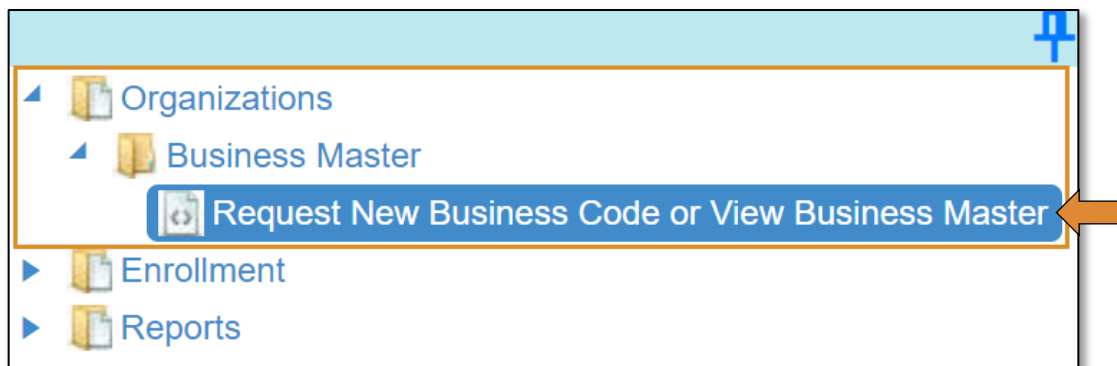 Organizations
Business Master
Request New Business Code or View Business Master
Enrollment
Reports